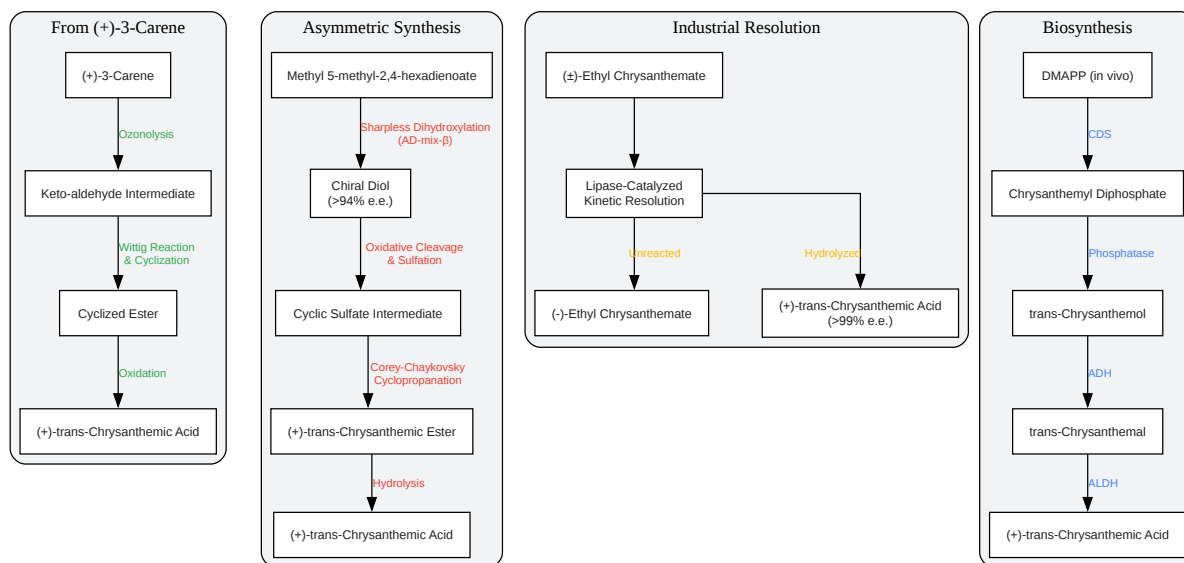 From (+)-3-Carene
(+)-3-Carene
Ozonolysis
Keto-aldehyde Intermediate
Wittig Reaction
& Cyclization
Cyclized Ester
Oxidation
(+)-trans-Chrysanthemic Acid
Asymmetric Synthesis
Methyl 5-methyl-2,4-hexadienoate
Sharpless Dihydroxylation
(AD-mix-β)
Chiral Diol
(>94% e.e.)
Oxidative Cleavage
& Sulfation
Cyclic Sulfate Intermediate
Corey-Chaykovsky
Cyclopropanation
(+)-trans-Chrysanthemic Ester
Hydrolysis
(+)-trans-Chrysanthemic Acid
Industrial Resolution
(±)-Ethyl Chrysanthemate
Lipase-Catalyzed
Kinetic Resolution
Unreacted
Hydrolyzed
(-)-Ethyl Chrysanthemate
(+)-trans-Chrysanthemic Acid
(>99% e.e.)
Biosynthesis
DMAPP (in vivo)
CDS
Chrysanthemyl Diphosphate
Phosphatase
trans-Chrysanthemol
ADH
trans-Chrysanthemal
ALDH
(+)-trans-Chrysanthemic Acid